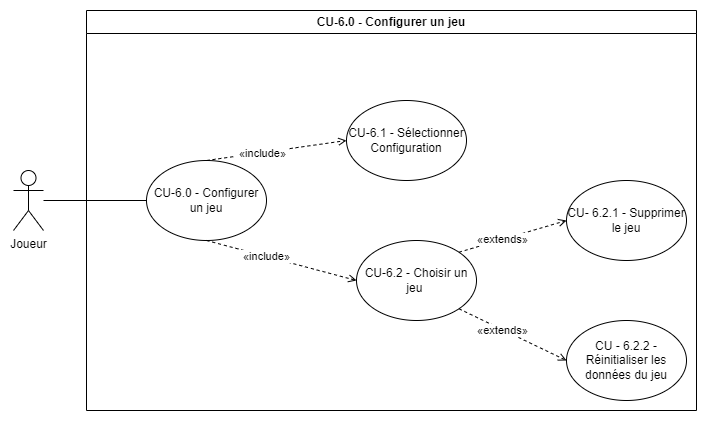 CU-6.0 - Configurer un jeu
CU-6.1 - Sélectionner
Configuration
«include»
CU-6.0 - Configurer
un jeu
Joueur
CU- 6.2.1 - Supprimer
le jeu
«extends»
«include»
CU-6.2 - Choisir un
jeu
«extends»
CU - 6.2.2 -
Réinitialiser les
données du jeu